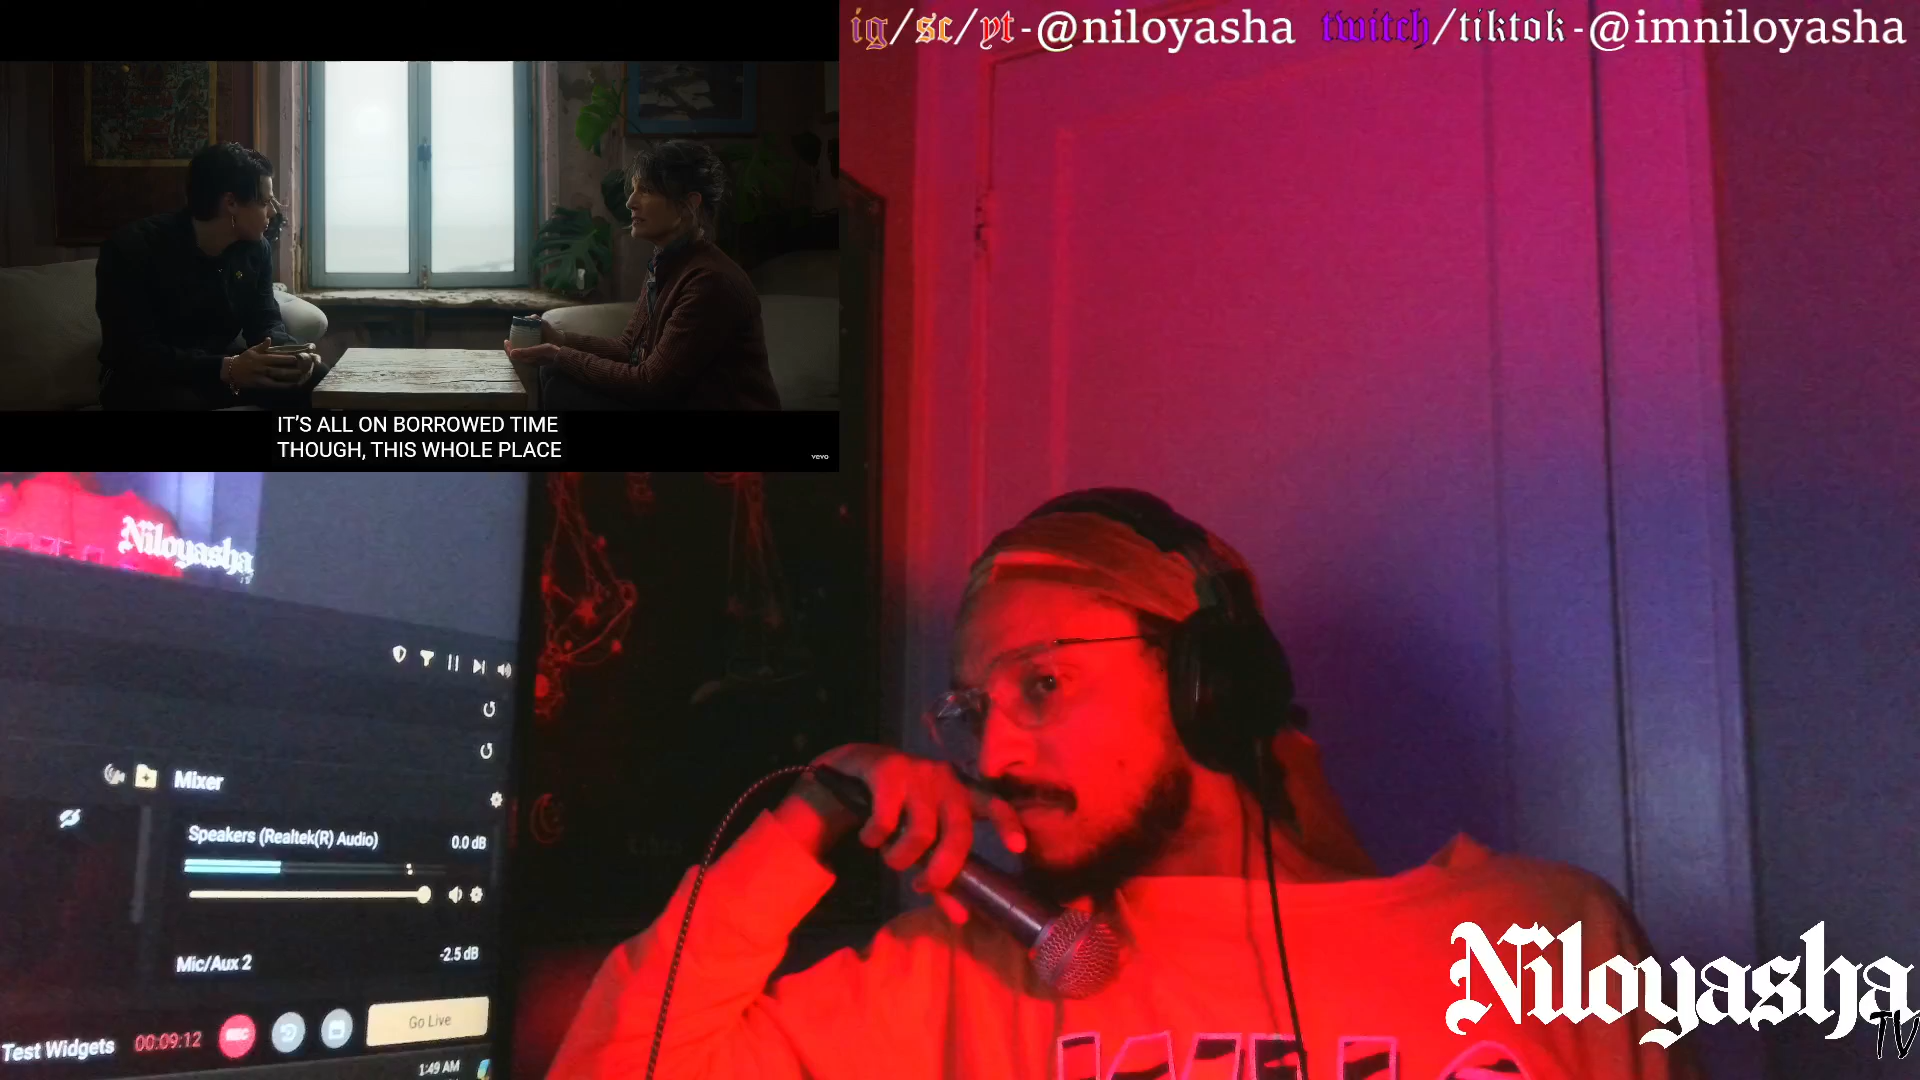 ig/sc/yt-@niloyasha twitch/tiktok-@imniloyasha
IT'S ALL ON BORROWED TIME
THOUGH, THIS WHOLE PLACE
vevo
Niloyasha
Mixer
Speakers (Realtek(R) Audio) 0.0 dB
Mic/Aux 2 -2.5 dB
Test Widgets 00:09:12 REC Go Live
1:49 AM
Niloyasha
TV